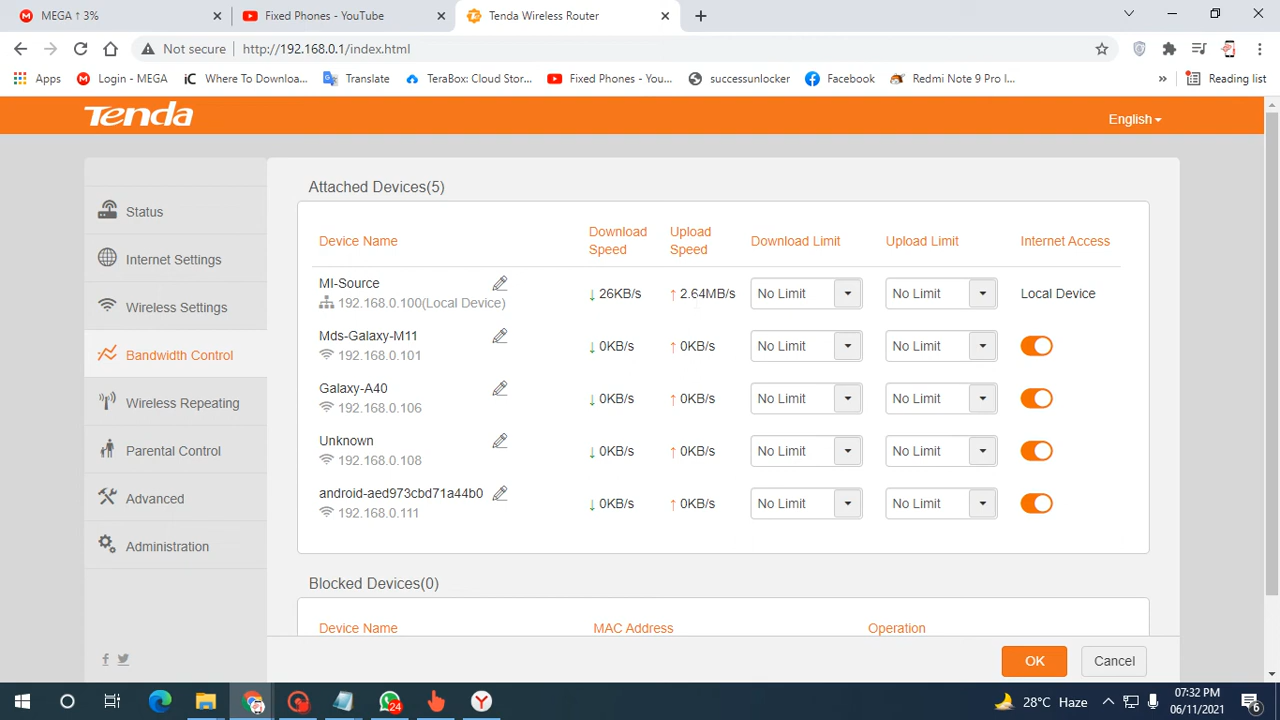 MEGA ↑ 3%
Fixed Phones - YouTube
Tenda Wireless Router
Not secure
http://192.168.0.1/index.html
Apps
Login - MEGA
iC
Where To Downloa...
Translate
TeraBox: Cloud Stor...
Fixed Phones - You...
successunlocker
Facebook
Redmi Note 9 Pro I...
»
Reading list
Tenda
English
Status
Internet Settings
Wireless Settings
Bandwidth Control
Wireless Repeating
Parental Control
Advanced
Administration
Attached Devices(5)
Device Name
Download Speed
Upload Speed
Download Limit
Upload Limit
Internet Access
MI-Source
192.168.0.100(Local Device)
↓ 26KB/s
↑ 2.64MB/s
No Limit
No Limit
Local Device
Mds-Galaxy-M11
192.168.0.101
↓ 0KB/s
↑ 0KB/s
No Limit
No Limit
Galaxy-A40
192.168.0.106
↓ 0KB/s
↑ 0KB/s
No Limit
No Limit
Unknown
192.168.0.108
↓ 0KB/s
↑ 0KB/s
No Limit
No Limit
android-aed973cbd71a44b0
192.168.0.111
↓ 0KB/s
↑ 0KB/s
No Limit
No Limit
Blocked Devices(0)
Device Name
MAC Address
Operation
OK
Cancel
24
28°C Haze
07:32 PM
06/11/2021
6